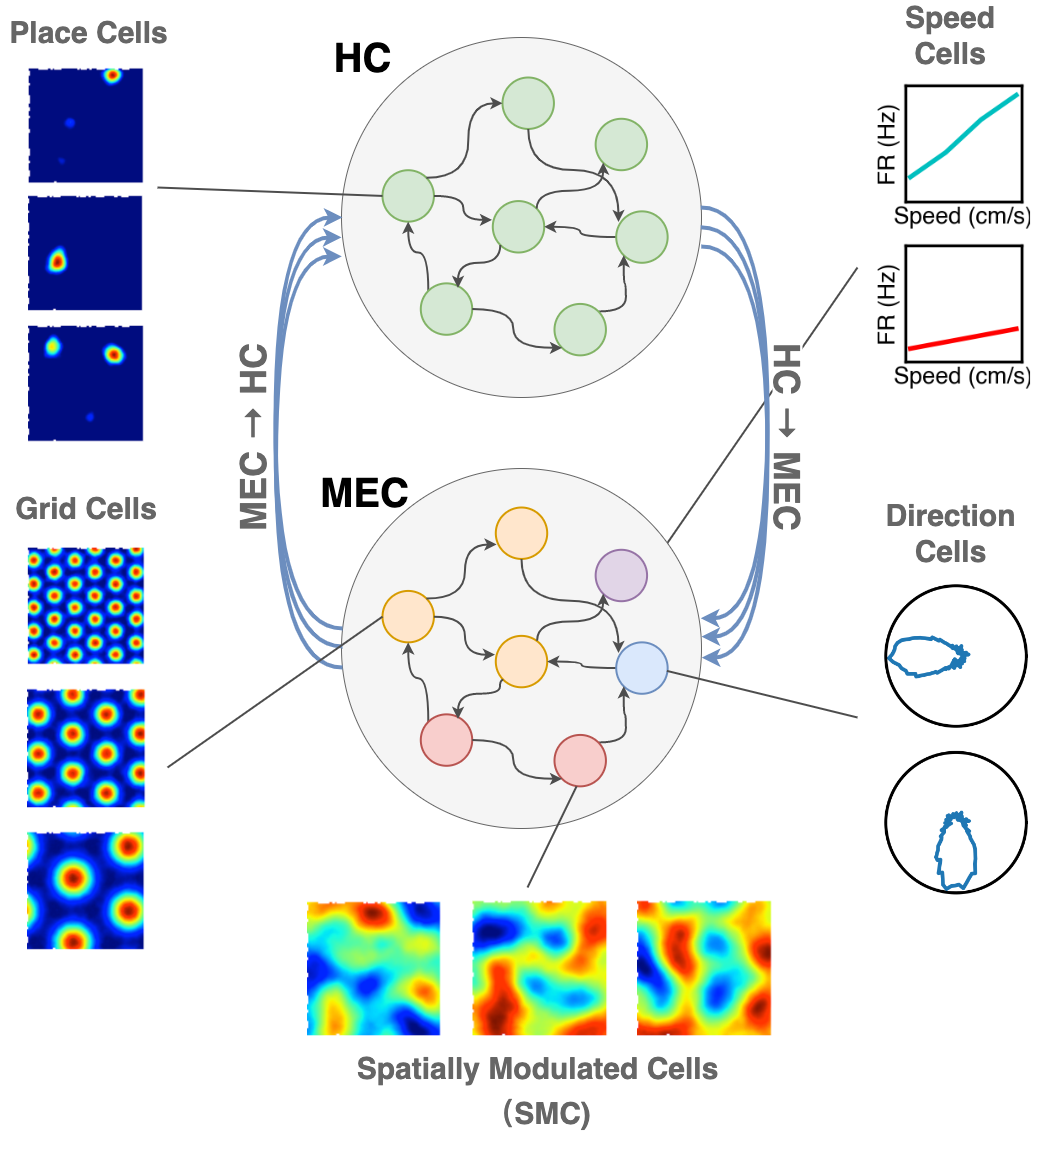 Place Cells
HC
Speed
Cells
FR (Hz)
Speed (cm/s)
FR (Hz)
Speed (cm/s)
MEC → HC
HC → MEC
MEC
Grid Cells
Direction
Cells
Spatially Modulated Cells
(SMC)